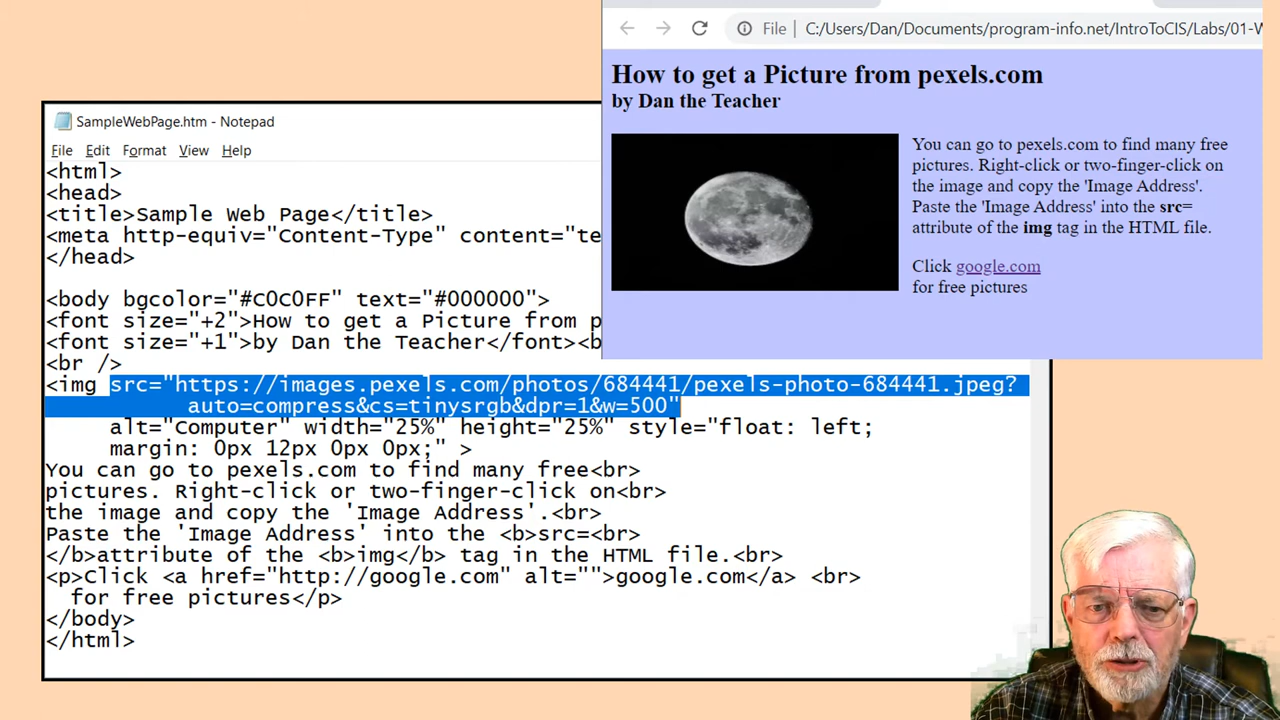 File C:/Users/Dan/Documents/program-info.net/IntroToCIS/Labs/01-W
How to get a Picture from pexels.com
by Dan the Teacher
You can go to pexels.com to find many free
pictures. Right-click or two-finger-click on
the image and copy the 'Image Address'.
Paste the 'Image Address' into the src=
attribute of the img tag in the HTML file.
Click google.com
for free pictures
SampleWebPage.htm - Notepad
File Edit Format View Help
<html>
<head>
<title>Sample Web Page</title>
<meta http-equiv="Content-Type" content="te
</head>
<body bgcolor="#C0C0FF" text="#000000">
<font size="+2">How to get a Picture from p
<font size="+1">by Dan the Teacher</font><b
<br />
<img src="https://images.pexels.com/photos/684441/pexels-photo-684441.jpeg?
auto=compress&cs=tinysrgb&dpr=1&w=500"
alt="Computer" width="25%" height="25%" style="float: left;
margin: 0px 12px 0px 0px;" >
You can go to pexels.com to find many free<br>
pictures. Right-click or two-finger-click on<br>
the image and copy the 'Image Address'.<br>
Paste the 'Image Address' into the <b>src=<br>
</b>attribute of the <b>img</b> tag in the HTML file.<br>
<p>Click <a href="http://google.com" alt="">google.com</a> <br>
for free pictures</p>
</body>
</html>